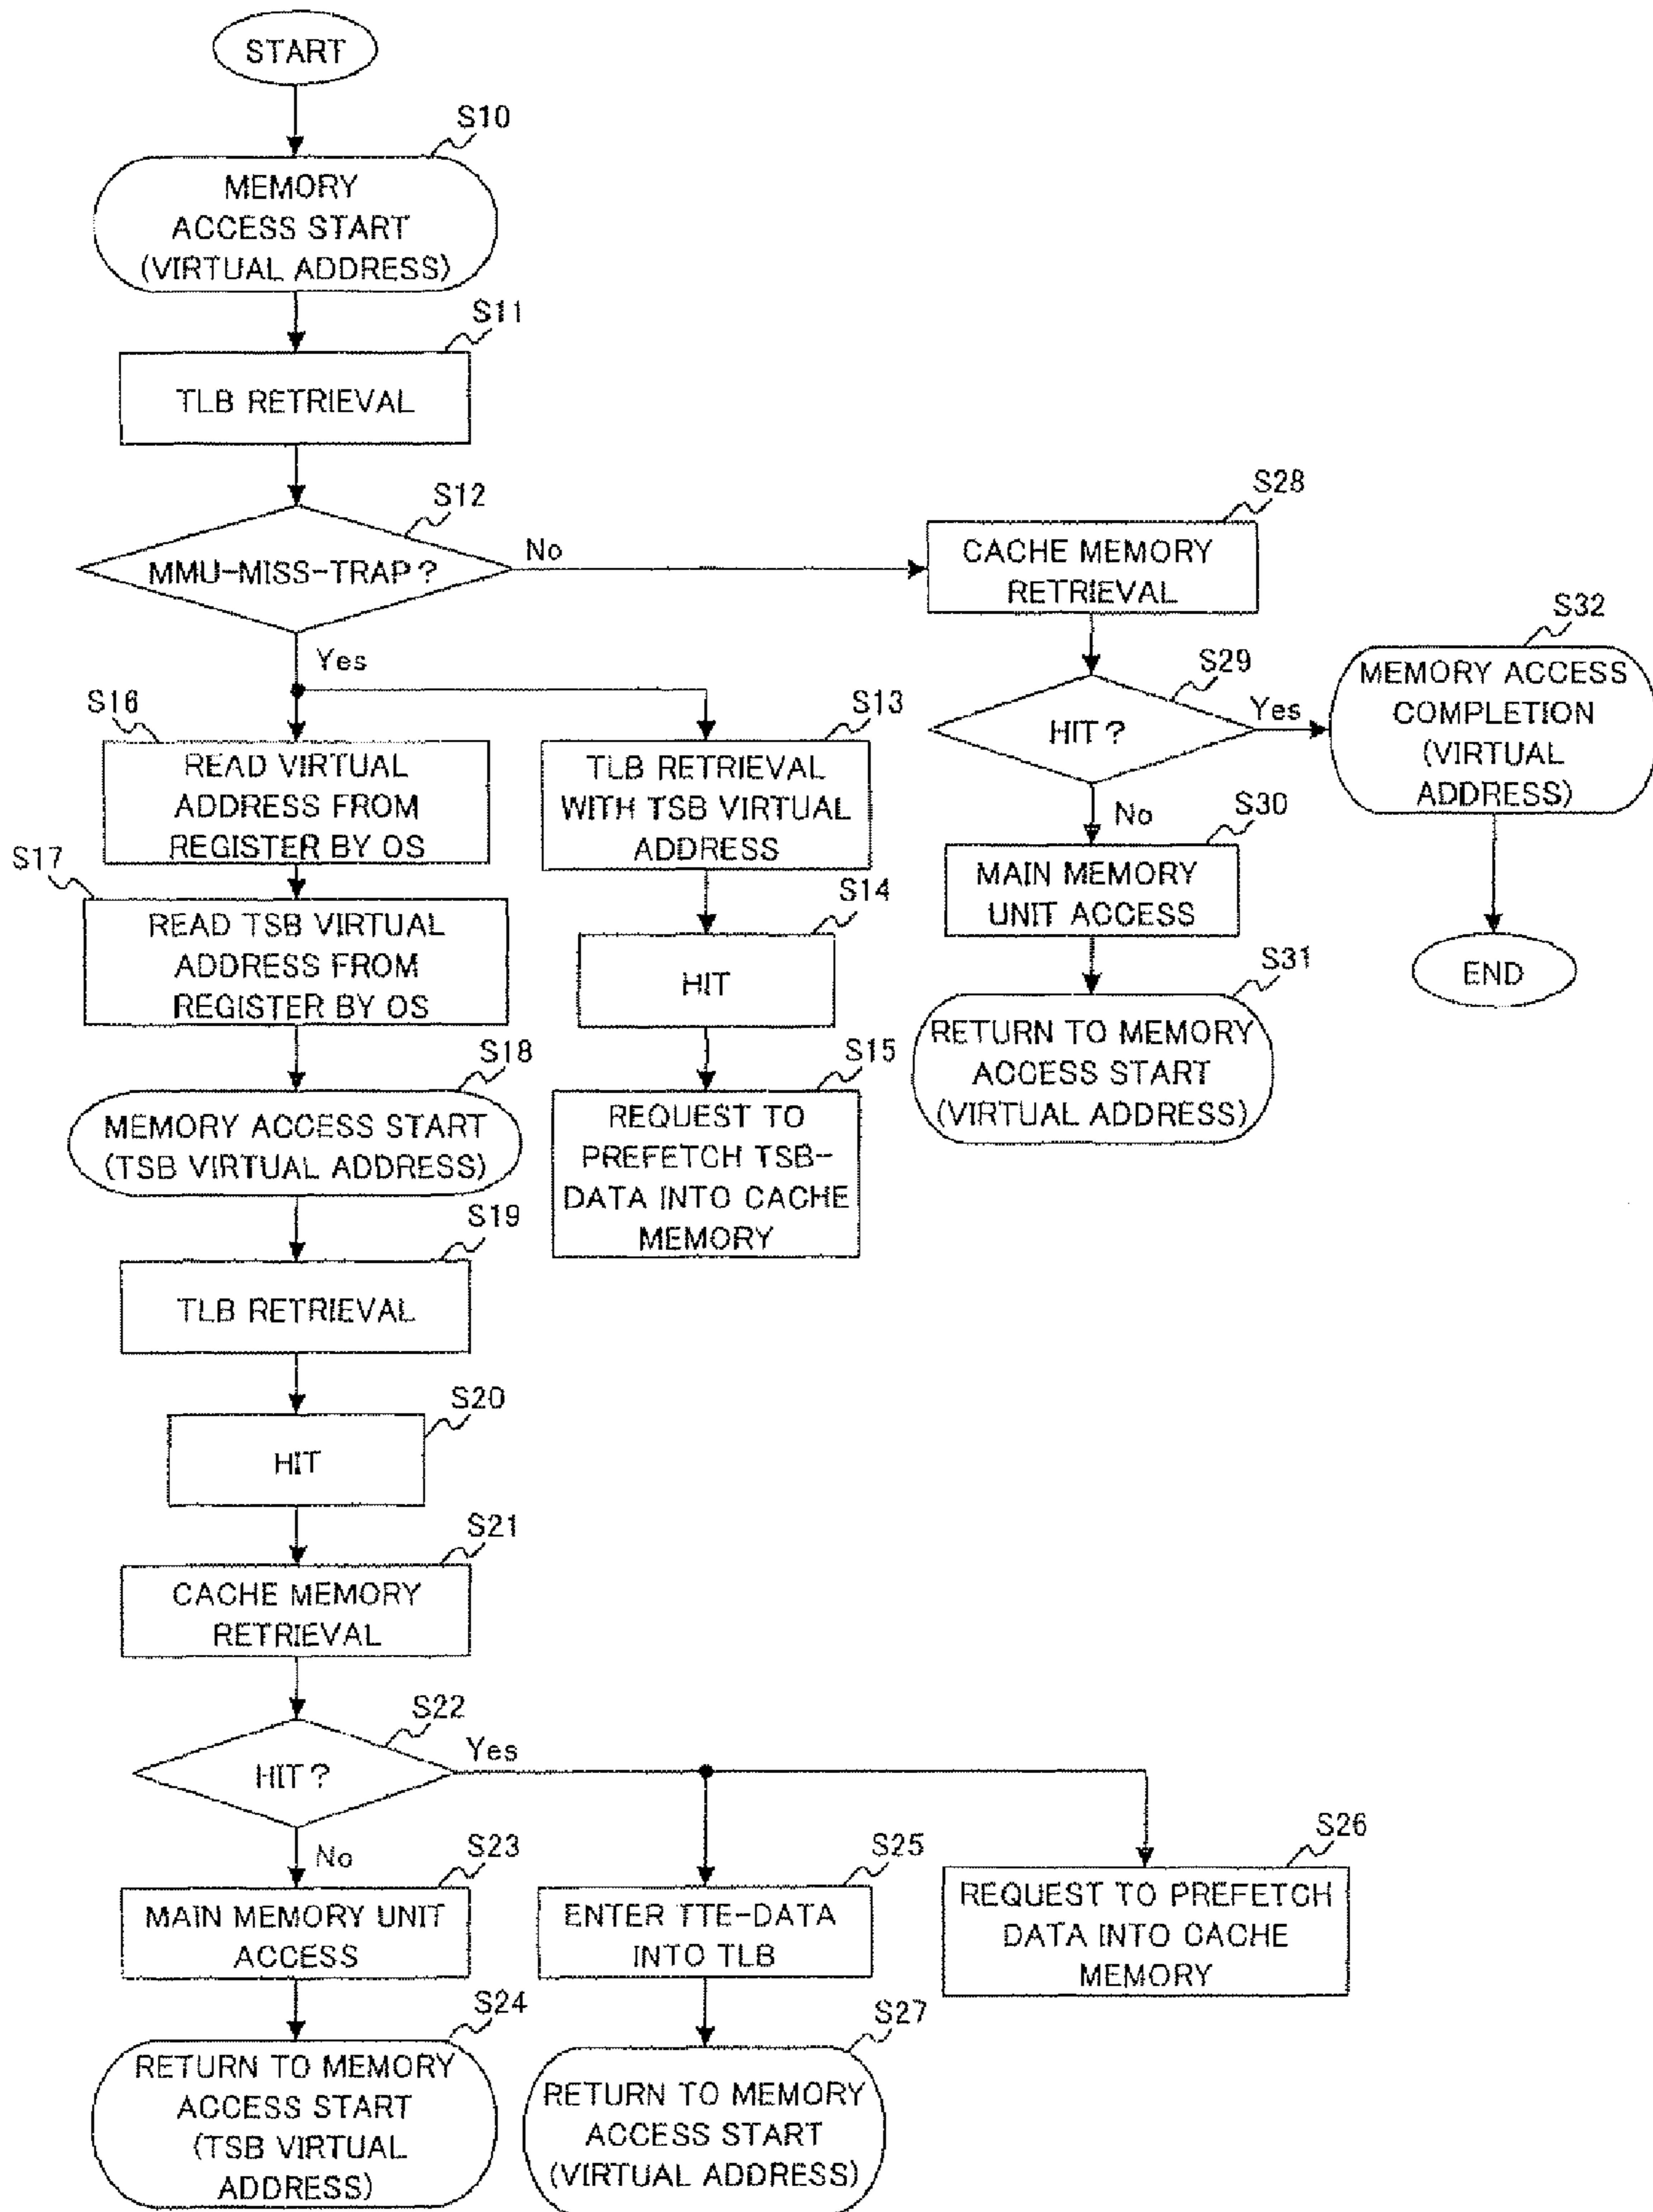 START
S10
MEMORY
ACCESS START
(VIRTUAL ADDRESS)
S11
TLB RETRIEVAL
S12
MMU-MISS-TRAP?
No
Yes
S28
CACHE MEMORY
RETRIEVAL
S29
HIT?
Yes
No
S32
MEMORY ACCESS
COMPLETION
(VIRTUAL
ADDRESS)
END
S30
MAIN MEMORY
UNIT ACCESS
S31
RETURN TO MEMORY
ACCESS START
(VIRTUAL ADDRESS)
S16
READ VIRTUAL
ADDRESS FROM
REGISTER BY OS
S13
TLB RETRIEVAL
WITH TSB VIRTUAL
ADDRESS
S14
HIT
S15
REQUEST TO
PREFETCH TSB-
DATA INTO CACHE
MEMORY
S17
READ TSB VIRTUAL
ADDRESS FROM
REGISTER BY OS
S18
MEMORY ACCESS START
(TSB VIRTUAL ADDRESS)
S19
TLB RETRIEVAL
S20
HIT
S21
CACHE MEMORY
RETRIEVAL
S22
HIT?
Yes
No
S23
MAIN MEMORY UNIT
ACCESS
S24
RETURN TO MEMORY
ACCESS START
(TSB VIRTUAL
ADDRESS)
S25
ENTER TTE-DATA
INTO TLB
S27
RETURN TO MEMORY
ACCESS START
(VIRTUAL ADDRESS)
S26
REQUEST TO PREFETCH
DATA INTO CACHE
MEMORY